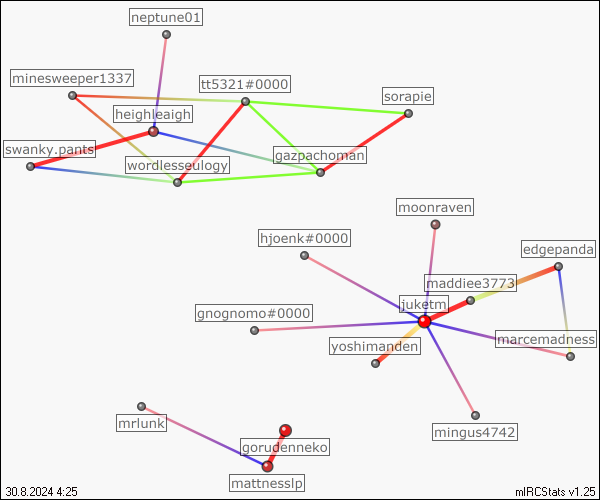 neptune01
minesweeper1337
tt5321#0000
sorapie
heighleaigh
swanky.pants
wordlesseulogy
gazpachoman
moonraven
hjoenk#0000
edgepanda
maddiee3773
juketm
gnognomo#0000
yoshimanden
marcemadness
mrlunk
mingus4742
gorudenneko
mattnesslp
30.8.2024 4:25
mIRCStats v1.25